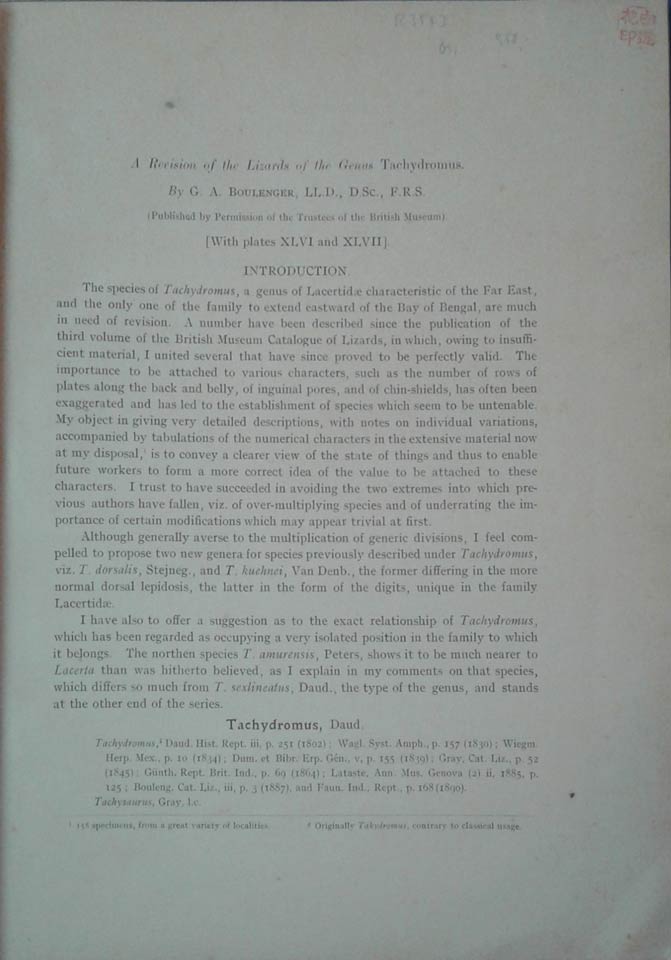 A Revision of the Lizards of the Genus Tachydromus.
By G. A. BOULENGER, LL.D., D.Sc., F.R.S.
(Published by Permission of the Trustees of the British Museum).
[With plates XLVI and XLVII].
INTRODUCTION.
The species of Tachydromus, a genus of Lacertidæ characteristic of the Far East,
and the only one of the family to extend eastward of the Bay of Bengal, are much
in need of revision. A number have been described since the publication of the
third volume of the British Museum Catalogue of Lizards, in which, owing to insuffi-
cient material, I united several that have since proved to be perfectly valid. The
importance to be attached to various characters, such as the number of rows of
plates along the back and belly, of inguinal pores, and of chin-shields, has often been
exaggerated and has led to the establishment of species which seem to be untenable.
My object in giving very detailed descriptions, with notes on individual variations,
accompanied by tabulations of the numerical characters in the extensive material now
at my disposal,¹ is to convey a clearer view of the state of things and thus to enable
future workers to form a more correct idea of the value to be attached to these
characters. I trust to have succeeded in avoiding the two extremes into which pre-
vious authors have fallen, viz. of over-multiplying species and of underrating the im-
portance of certain modifications which may appear trivial at first.
Although generally averse to the multiplication of generic divisions, I feel com-
pelled to propose two new genera for species previously described under Tachydromus,
viz. T. dorsalis, Stejneg., and T. kuehnei, Van Denb., the former differing in the more
normal dorsal lepidosis, the latter in the form of the digits, unique in the family
Lacertidæ.
I have also to offer a suggestion as to the exact relationship of Tachydromus,
which has been regarded as occupying a very isolated position in the family to which
it belongs. The northen species T. amurensis, Peters, shows it to be much nearer to
Lacerta than was hitherto believed, as I explain in my comments on that species,
which differs so much from T. sexlineatus, Daud., the type of the genus, and stands
at the other end of the series.
Tachydromus, Daud.
Tachydromus,² Daud. Hist. Rept. iii, p. 251 (1802); Wagl. Syst. Amph., p. 157 (1830); Wiegm.
Herp. Mex., p. 10 (1834); Dum. et Bibr. Erp. Gén., v, p. 155 (1839); Gray, Cat. Liz., p. 52
(1845); Günth. Rept. Brit. Ind., p. 69 (1864); Lataste, Ann. Mus. Genova (2) ii, 1885, p.
125; Bouleng. Cat. Liz., iii, p. 3 (1887), and Faun. Ind., Rept., p. 168 (1890).
Tachysaurus, Gray, l.c.
¹ 156 specimens, from a great variety of localities. ² Originally Takydromus, contrary to classical usage.